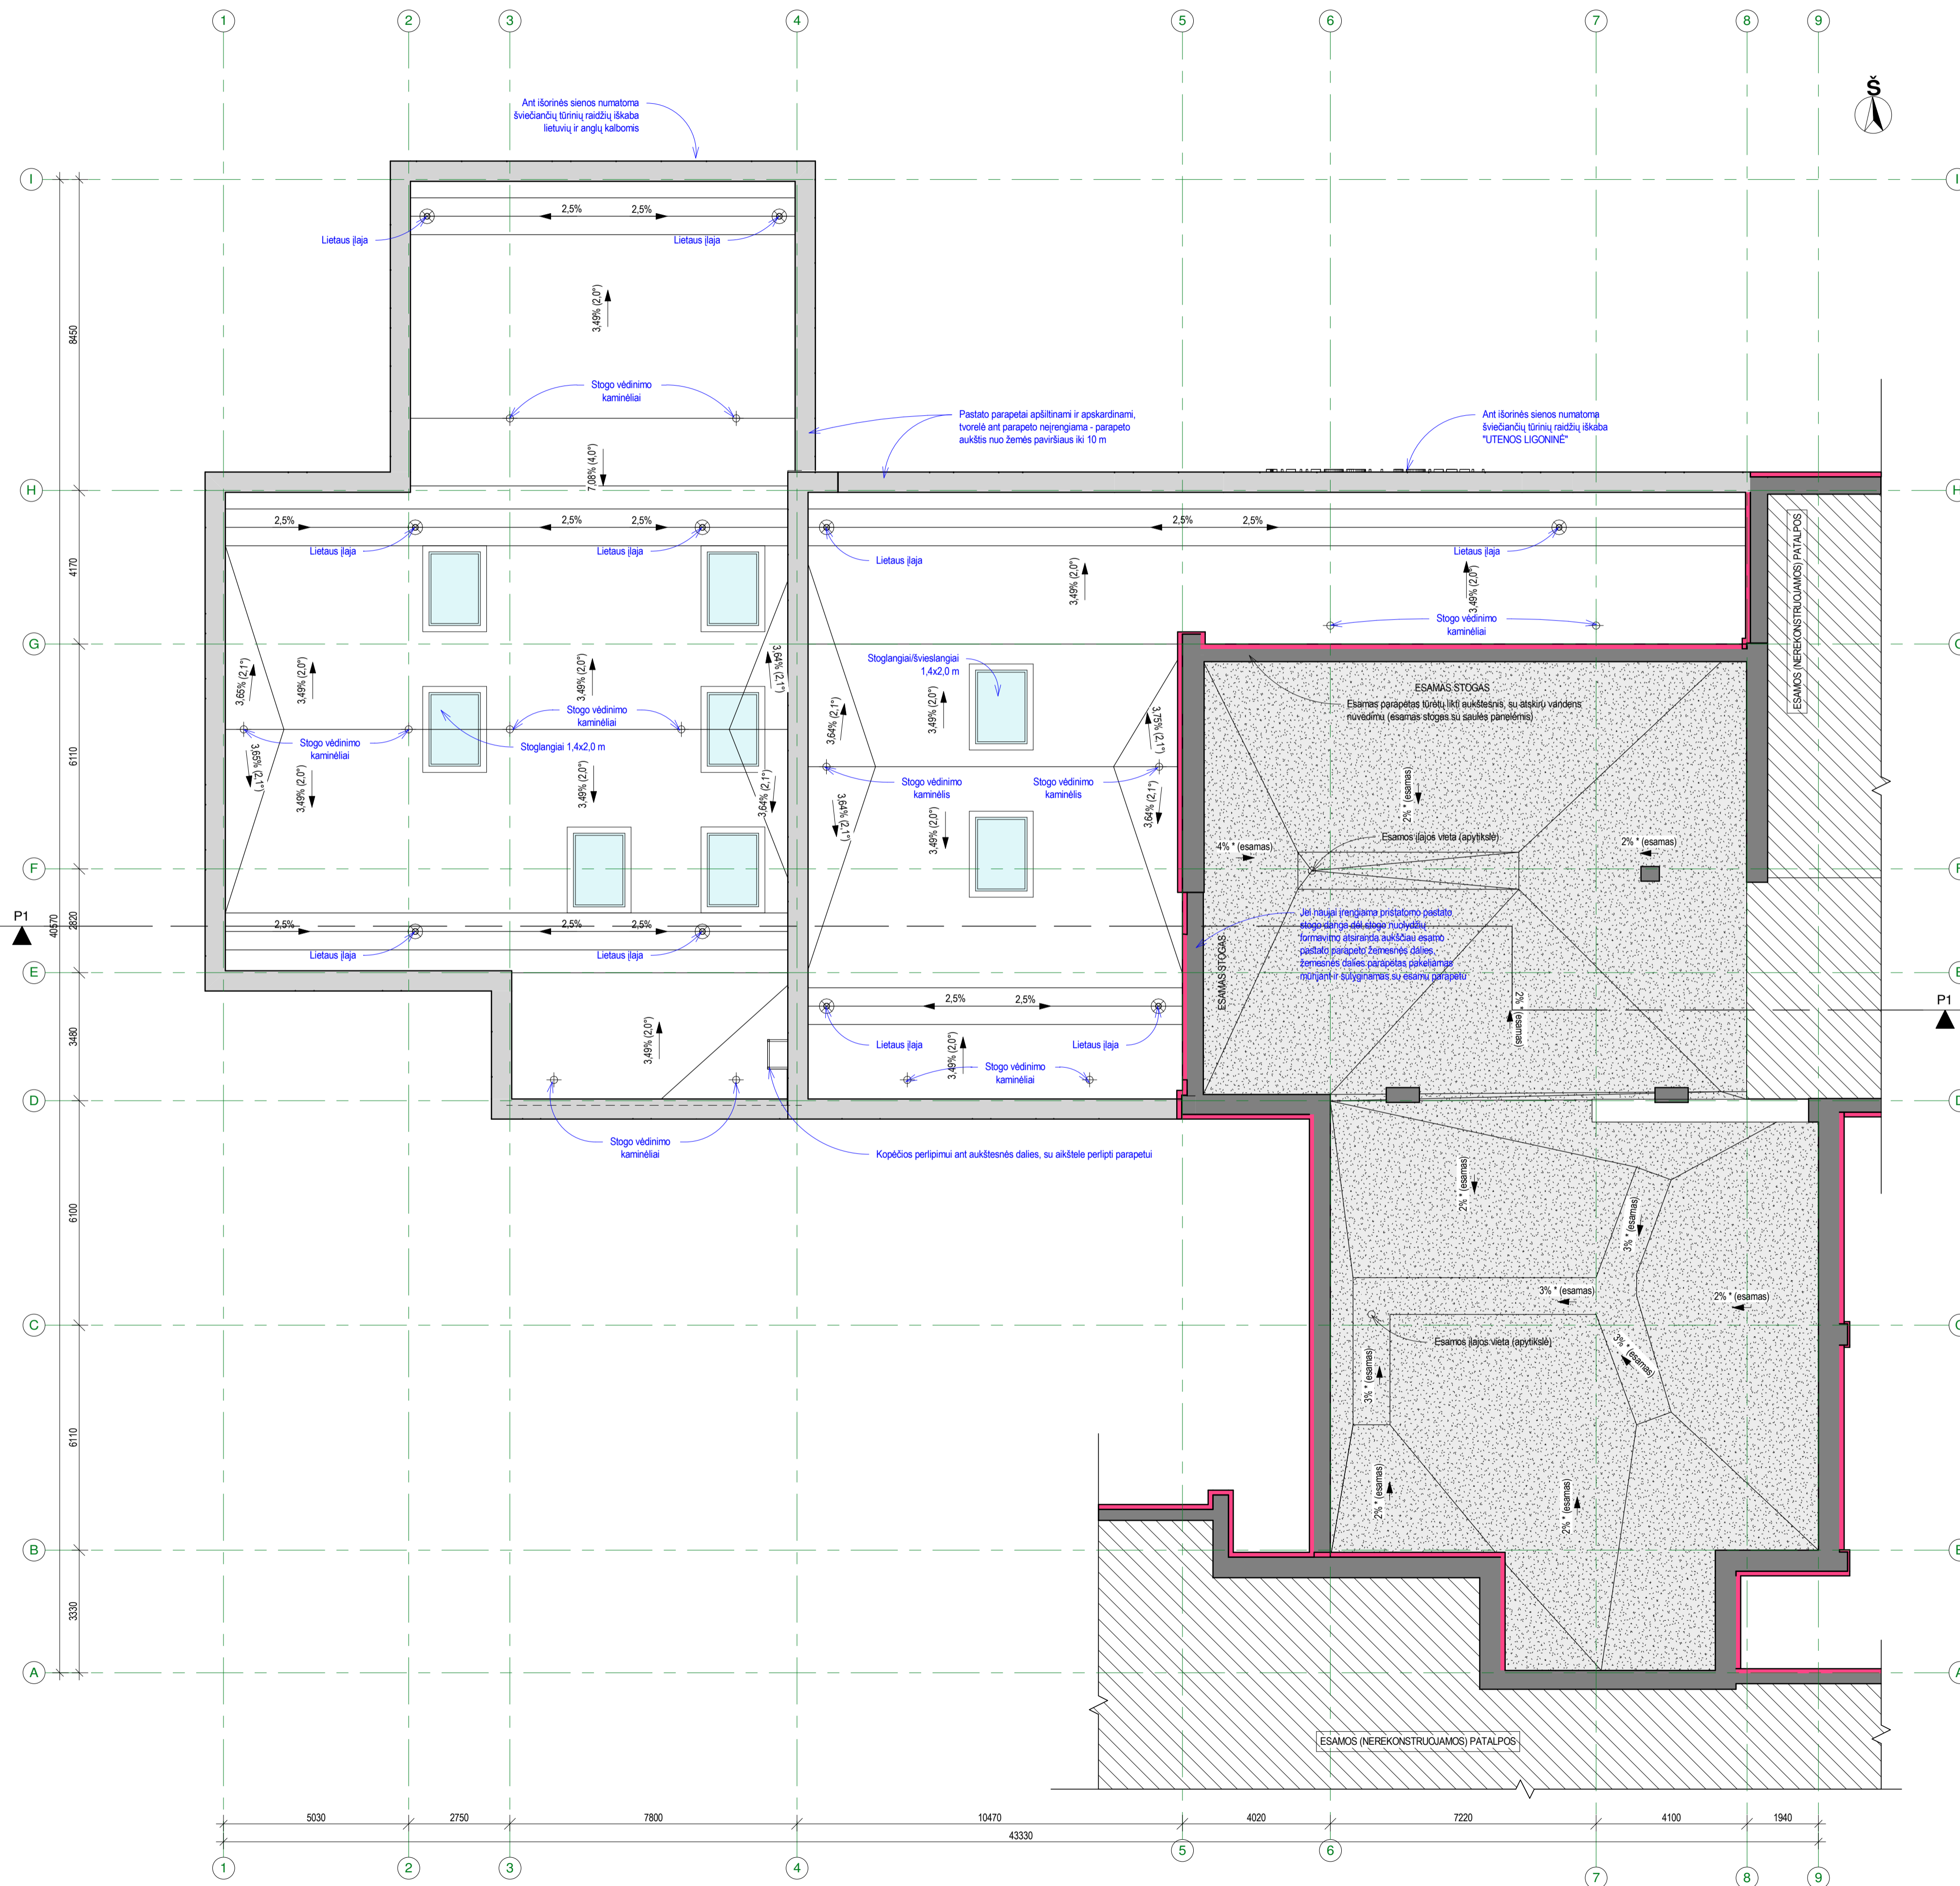 1
2
3
4
5
6
7
8
9
Š
Ant išorinės sienos numatoma
šviečiančių tūrinių raidžių iškaba
lietuvių ir anglų kalbomis
I
I
2,5%
2,5%
Lietaus įlaja
Lietaus įlaja
3,49% (2,0°)
8450
Stogo vėdinimo
kaminėliai
Pastato parapetai apšiltinami ir apskardinami,
tvorelė ant parapeto neįrengiama - parapeto
aukštis nuo žemės paviršiaus iki 10 m
Ant išorinės sienos numatoma
šviečiančių tūrinių raidžių iškaba
"UTENOS LIGONINĖ"
7,08% (4,0°)
H
H
2,5%
2,5%
2,5%
2,5%
2,5%
Lietaus įlaja
Lietaus įlaja
Lietaus įlaja
Lietaus įlaja
4170
3,49% (2,0°)
3,49% (2,0°)
ESAMOS (NEREKONSTRUOJAMOS) PATALPOS
Stogo vėdinimo
kaminėliai
G
G
3,65% (2,1°)
3,49% (2,0°)
3,49% (2,0°)
3,64% (2,1°)
Stoglangiai/švieslangiai
1,4x2,0 m
3,64% (2,1°)
3,49% (2,0°)
3,75% (2,1°)
ESAMAS STOGAS
Esamas parapetas turėtų likti aukštesnis, su atskirų vandens
nuvedimu (esamas stogas su saulės panelėmis)
Stogo vėdinimo
kaminėliai
Stogo vėdinimo
kaminėliai
Stoglangiai 1,4x2,0 m
6110
3,65% (2,1°)
3,49% (2,0°)
3,49% (2,0°)
3,64% (2,1°)
Stogo vėdinimo
kaminėlis
Stogo vėdinimo
kaminėlis
3,64% (2,1°)
3,49% (2,0°)
3,64% (2,1°)
2% * (esamas)
Esamos įlajos vieta (apytikslė)
4% * (esamas)
2% * (esamas)
F
F
P1
40570
2820
2,5%
2,5%
2,5%
Lietaus įlaja
Lietaus įlaja
ESAMAS STOGAS
Jei naujai įrengiama pristatomo pastato
stogo danga dėl stogo nuolydžių
formavimo atsiranda aukščiau esamo
pastato parapeto žemesnės dalies,
žemesnės dalies parapetas pakeliamas
mūrijant ir sulyginamas su esamu parapetu
E
E
2,5%
2,5%
2% * (esamas)
P1
3480
3,49% (2,0°)
Lietaus įlaja
3,49% (2,0°)
Lietaus įlaja
Stogo vėdinimo
kaminėliai
D
D
Stogo vėdinimo
kaminėliai
Kopėčios perlipimui ant aukštesnės dalies, su aikštele perlipti parapetui
6100
2% * (esamas)
3% * (esamas)
3% * (esamas)
2% * (esamas)
C
C
Esamos įlajos vieta (apytikslė)
3% * (esamas)
3% * (esamas)
6110
2% * (esamas)
2% * (esamas)
B
B
3330
A
A
ESAMOS (NEREKONSTRUOJAMOS) PATALPOS
5030
2750
7800
10470
4020
7220
4100
1940
43330
1
2
3
4
5
6
7
8
9